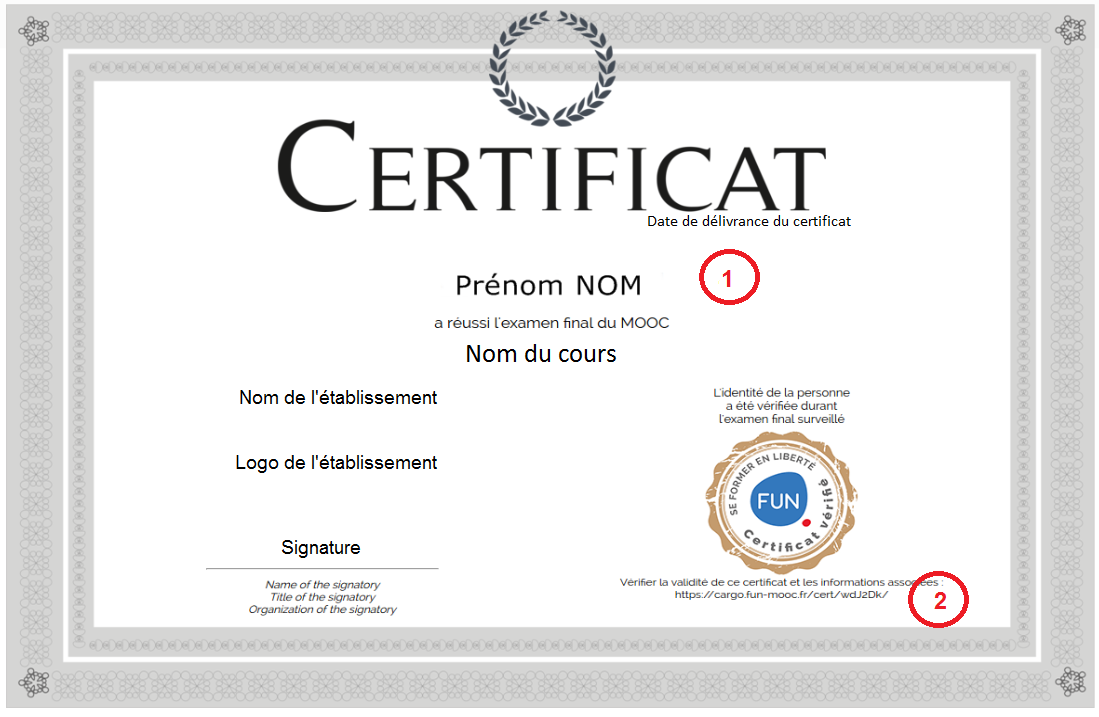 CERTIFICAT
Date de délivrance du certificat
1
Prénom NOM
a réussi l'examen final du MOOC
Nom du cours
Nom de l'établissement
L'identité de la personne
a été vérifiée durant
l'examen final surveillé
Logo de l'établissement
SE FORMER EN LIBERTÉ
FUN
Certificat vérifié
Signature
Name of the signatory
Title of the signatory
Organization of the signatory
Vérifier la validité de ce certificat et les informations associées :
https://cargo.fun-mooc.fr/cert/wdJ2Dk/
2